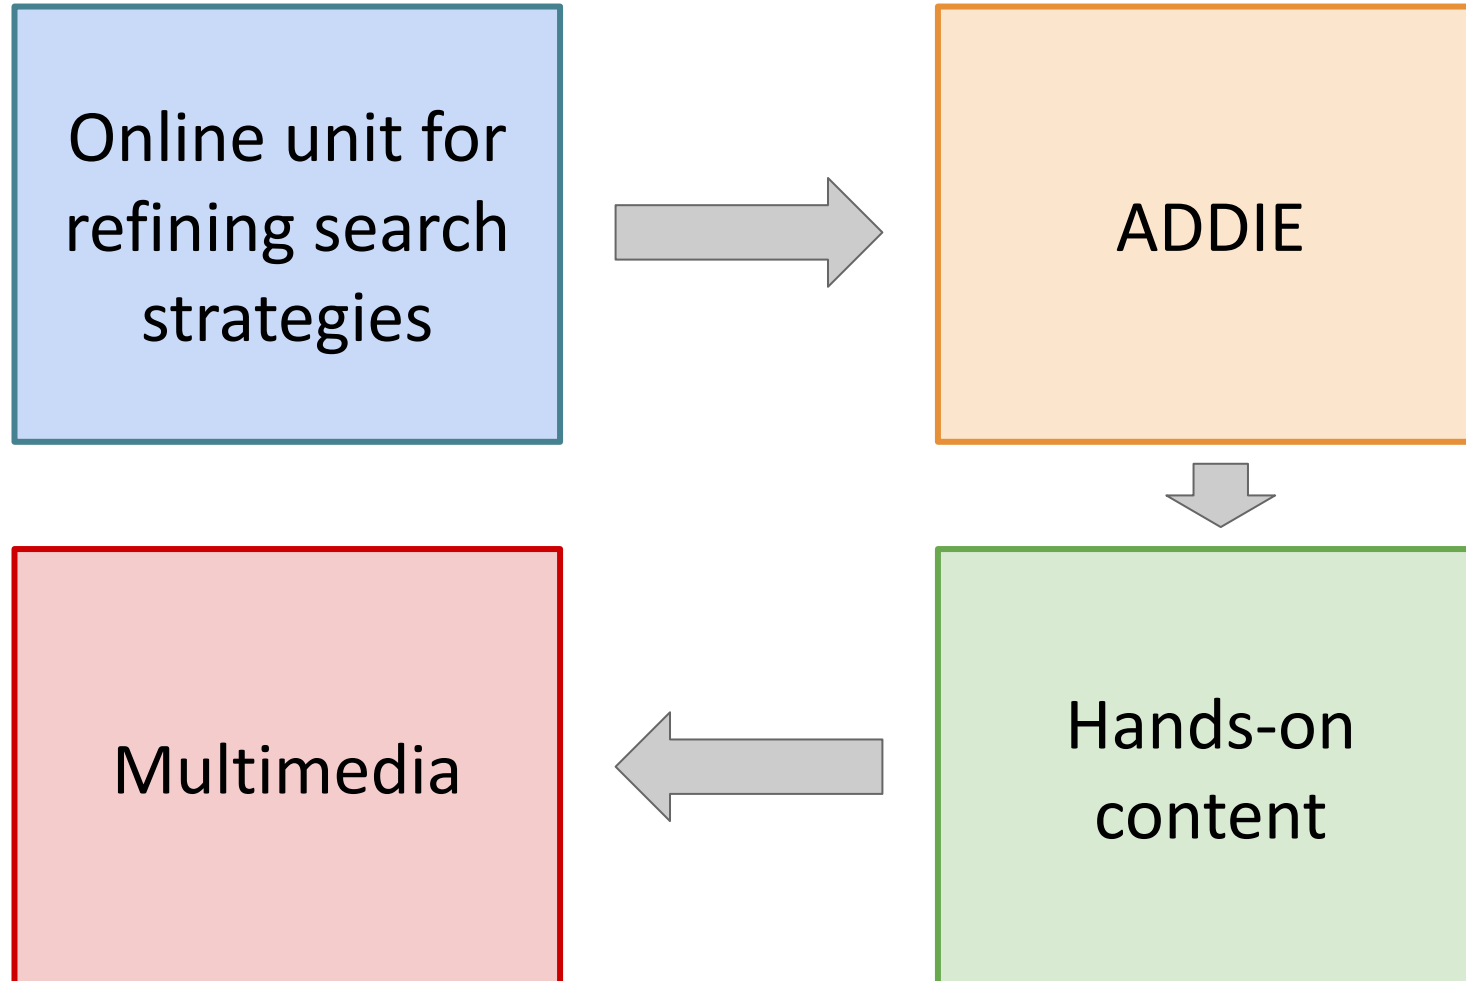 Online unit for
refining search
strategies
ADDIE
Hands-on
content
Multimedia